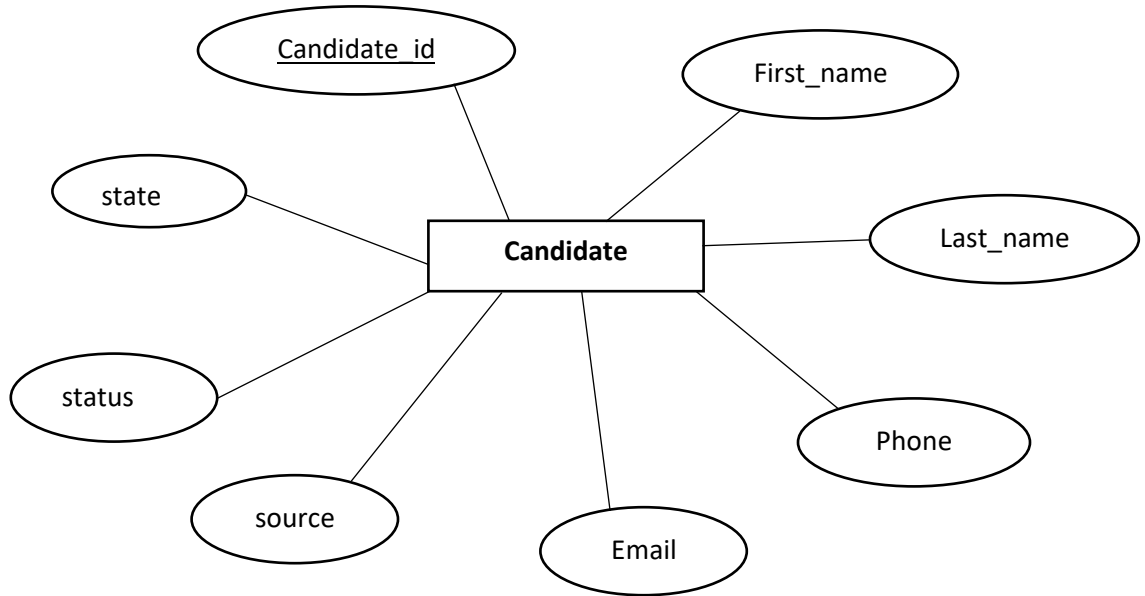 Candidate_id
First_name
state
Last_name
Candidate
status
Phone
source
Email